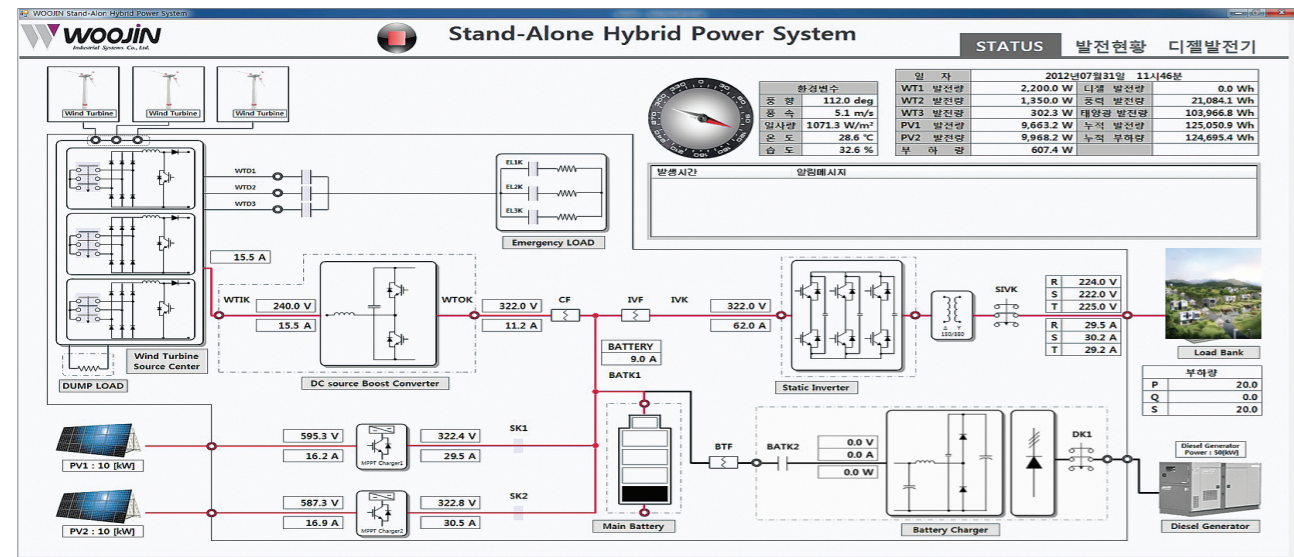 WOOJIN Stand-Alon Hybrid Power System
WOOJIN
Industrial Systems Co., Ltd.
Stand-Alone Hybrid Power System
STATUS 발전현황 디젤발전기
Wind Turbine Wind Turbine Wind Turbine
환경변수
풍 향 112.0 deg
풍 속 5.1 m/s
일사량 1071.3 W/m²
온 도 28.6 ℃
습 도 32.6 %
일 자 2012년07월31일 11시46분
WT1 발전량 2,200.0 W 디젤 발전량 0.0 Wh
WT2 발전량 1,350.0 W 풍력 발전량 21,084.1 Wh
WT3 발전량 302.3 W 태양광 발전량 103,966.8 Wh
PV1 발전량 9,663.2 W 누적 발전량 125,050.9 Wh
PV2 발전량 9,968.2 W 누적 부하량 124,695.4 Wh
부 하 량 607.4 W
발생시간 알림메시지
WTD1
WTD2
WTD3
EL1K
EL2K
EL3K
Emergency LOAD
15.5 A
WTIK
240.0 V
15.5 A
WTOK
322.0 V
11.2 A
CF IVF IVK
322.0 V
62.0 A
SIVK
Δ Y
R 224.0 V
S 222.0 V
T 225.0 V
R 29.5 A
S 30.2 A
T 29.2 A
Load Bank
Wind Turbine
Source Center
DUMP LOAD
DC source Boost Converter
BATTERY
9.0 A
BATK1
Static Inverter
부하량
P 20.0
Q 0.0
S 20.0
PV1 : 10 [kW]
595.3 V
16.2 A
MPPT Charger1
322.4 V
29.5 A
SK1
PV2 : 10 [kW]
587.3 V
16.9 A
MPPT Charger2
322.8 V
30.5 A
SK2
Main Battery
BTF
BATK2
0.0 V
0.0 A
0.0 W
Battery Charger
DK1
Diesel Generator
Power : 50[kW]
Diesel Generator